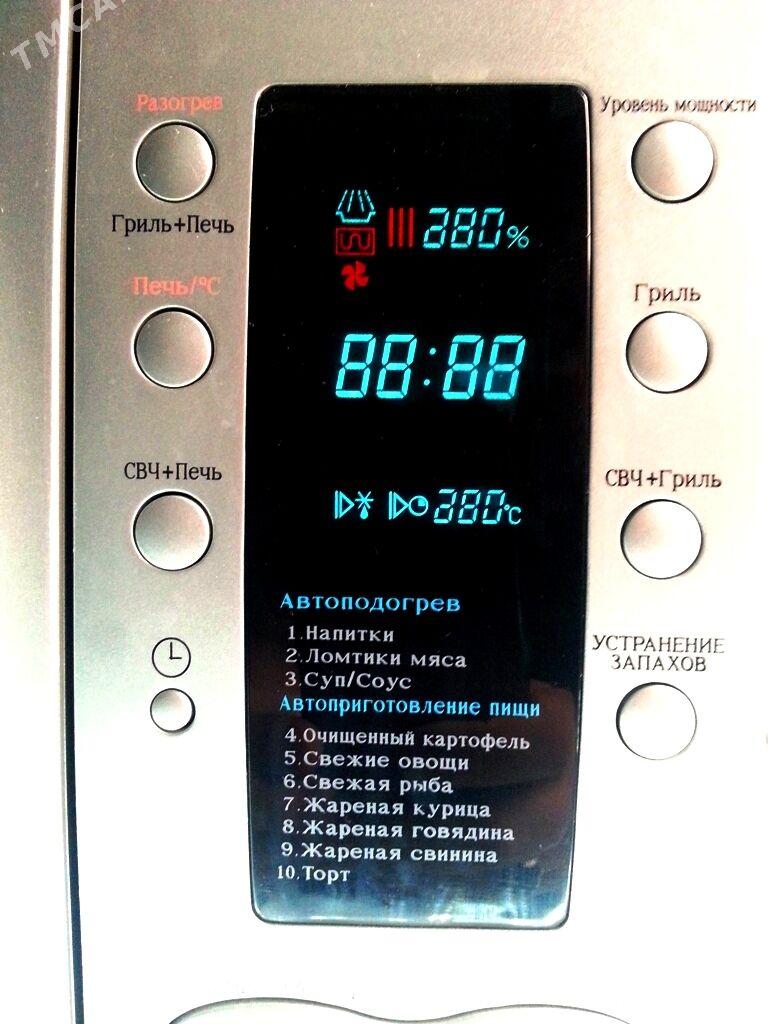 TMCA
Разогрев
Гриль+Печь
Печь/°C
СВЧ+Печь
280%
88:88
280°C
Автоподогрев
1.Напитки
2.Ломтики мяса
3.Суп/Соус
Автоприготовление пищи
4.Очищенный картофель
5.Свежие овощи
6.Свежая рыба
7.Жареная курица
8.Жареная говядина
9.Жареная свинина
10.Торт
Уровень мощности
Гриль
СВЧ+Гриль
УСТРАНЕНИЕ
ЗАПАХОВ